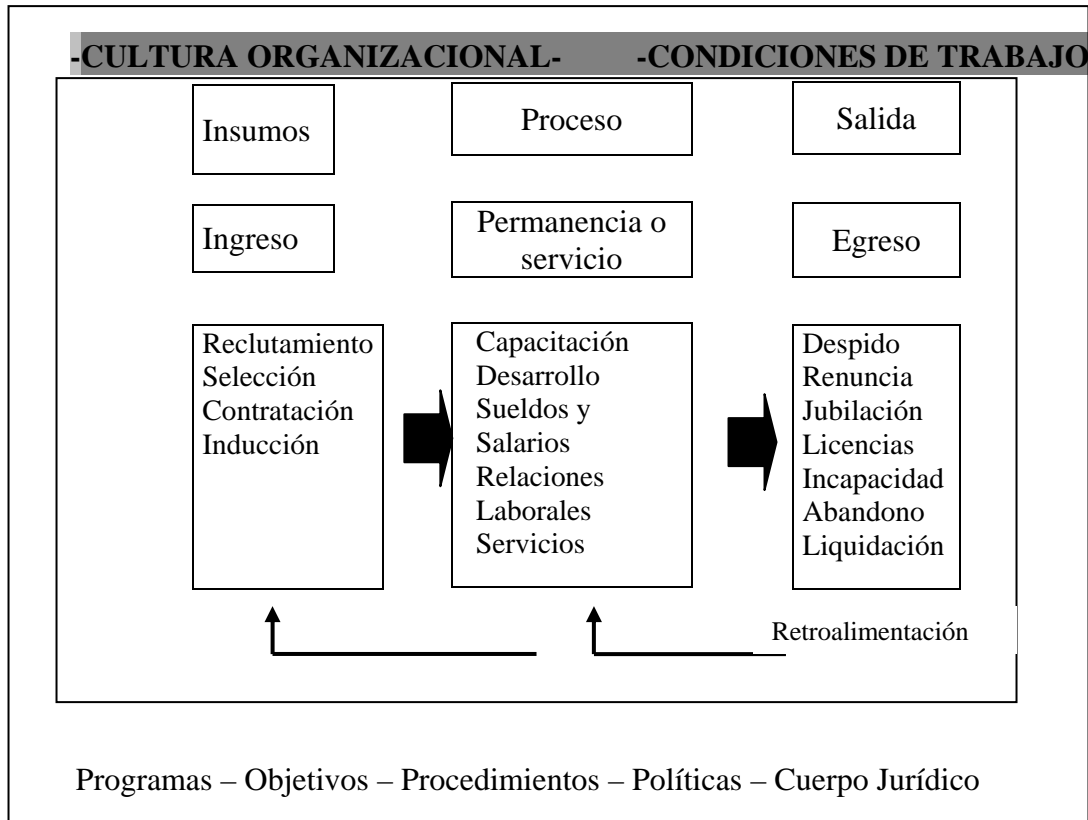 -CULTURA ORGANIZACIONAL- -CONDICIONES DE TRABAJO
Insumos
Proceso
Salida
Ingreso
Permanencia o
servicio
Egreso
Reclutamiento
Selección
Contratación
Inducción
Capacitación
Desarrollo
Sueldos y
Salarios
Relaciones
Laborales
Servicios
Despido
Renuncia
Jubilación
Licencias
Incapacidad
Abandono
Liquidación
Retroalimentación
Programas – Objetivos – Procedimientos – Políticas – Cuerpo Jurídico